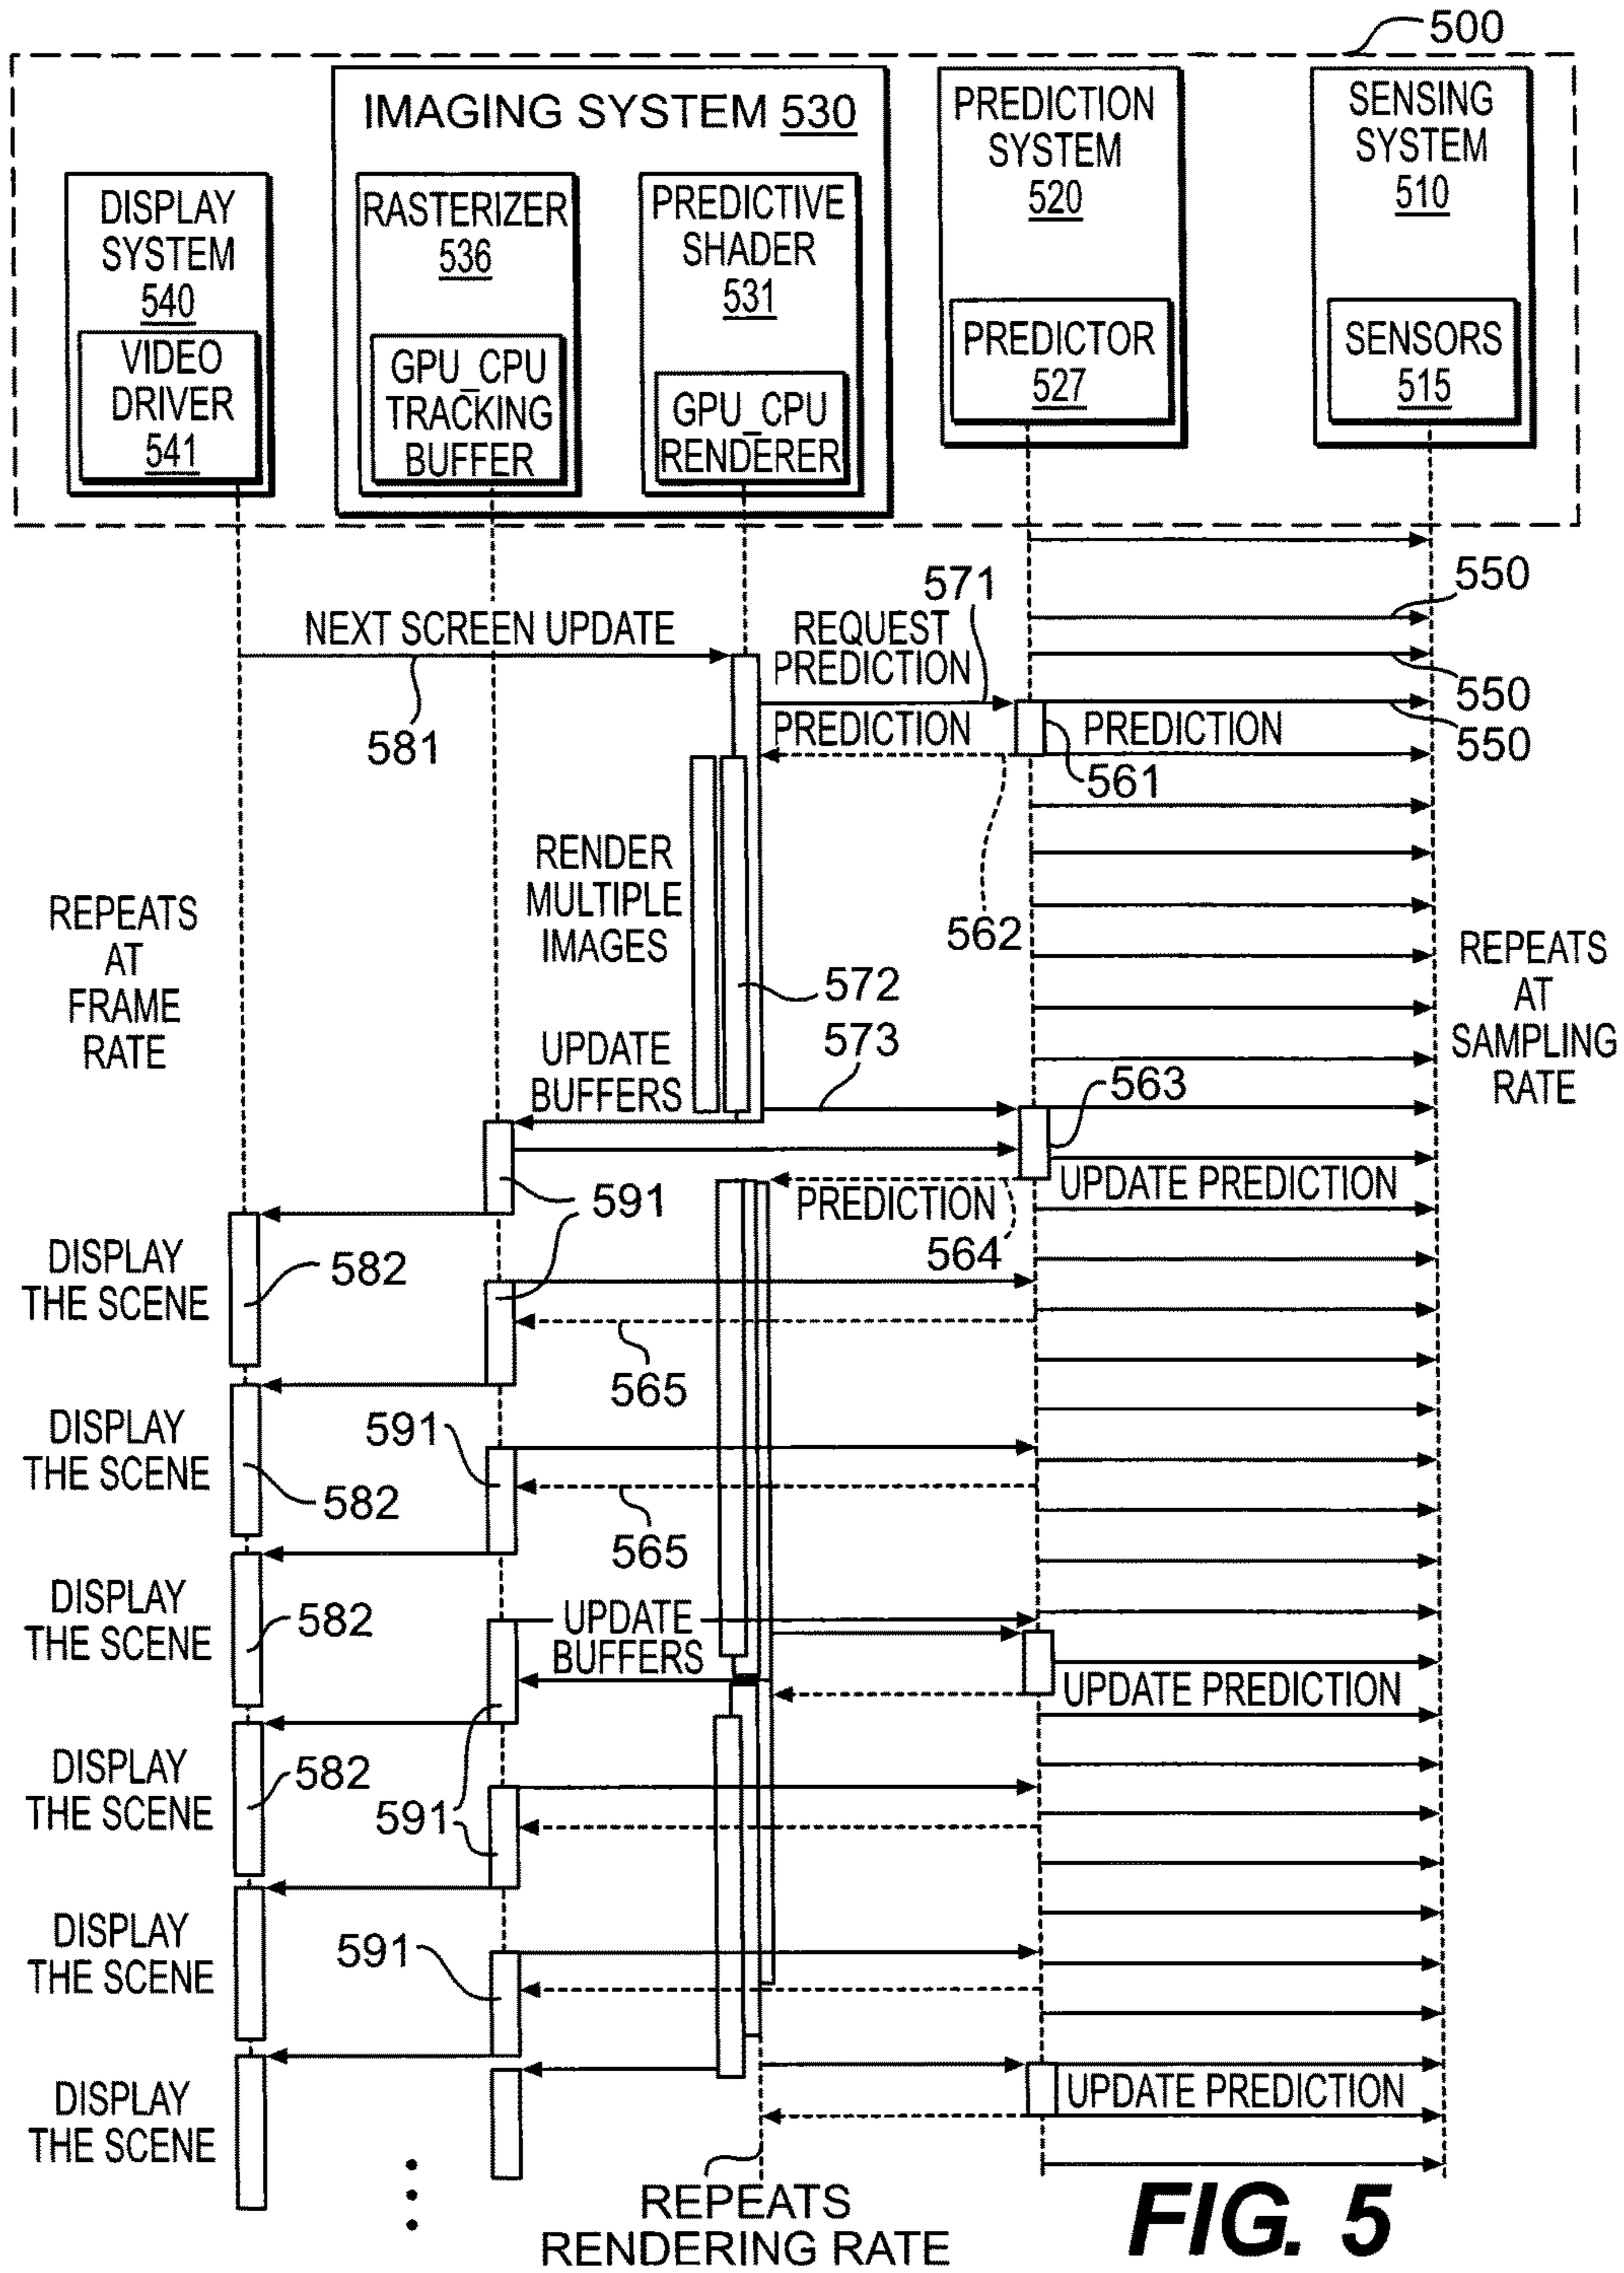 500
IMAGING SYSTEM 530
DISPLAY
SYSTEM
540
VIDEO
DRIVER
541
RASTERIZER
536
GPU_CPU
TRACKING
BUFFER
PREDICTIVE
SHADER
531
GPU_CPU
RENDERER
PREDICTION
SYSTEM
520
PREDICTOR
527
SENSING
SYSTEM
510
SENSORS
515
571
550
NEXT SCREEN UPDATE
REQUEST
PREDICTION
550
581
PREDICTION
PREDICTION
550
561
RENDER
MULTIPLE
IMAGES
562
REPEATS
AT
FRAME
RATE
REPEATS
AT
SAMPLING
RATE
572
573
UPDATE
BUFFERS
563
591
PREDICTION
UPDATE PREDICTION
564
DISPLAY
THE SCENE
582
565
DISPLAY
THE SCENE
591
582
565
DISPLAY
THE SCENE
582
UPDATE
BUFFERS
UPDATE PREDICTION
DISPLAY
THE SCENE
582
591
DISPLAY
THE SCENE
591
DISPLAY
THE SCENE
UPDATE PREDICTION
REPEATS
RENDERING RATE
FIG. 5